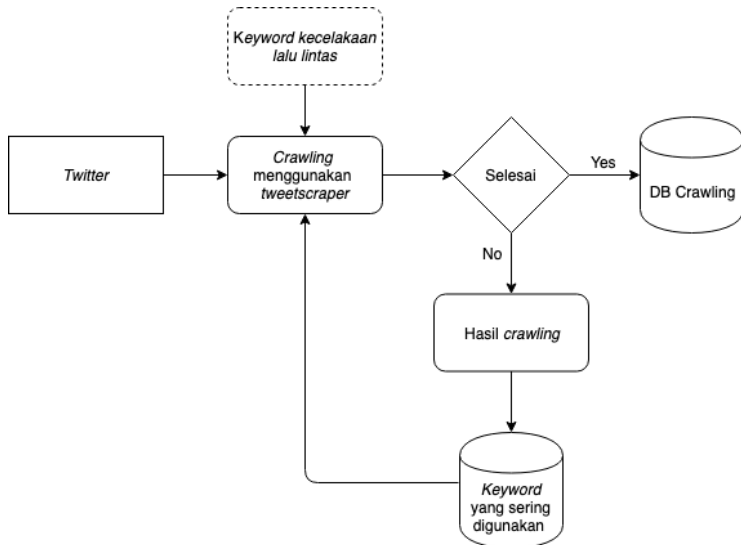 Keyword kecelakaan
lalu lintas
Twitter
Crawling
menggunakan
tweetscraper
Selesai
Yes
DB Crawling
No
Hasil crawling
Keyword
yang sering
digunakan